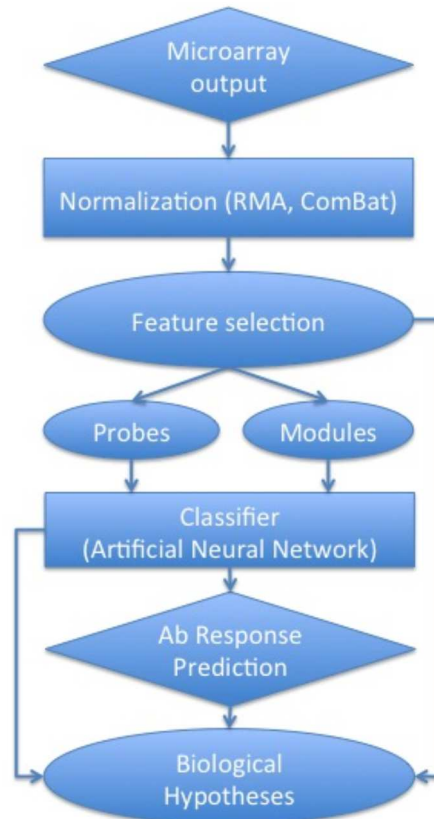 Microarray
output
Normalization (RMA, ComBat)
Feature selection
Probes
Modules
Classifier
(Artificial Neural Network)
Ab Response
Prediction
Biological
Hypotheses